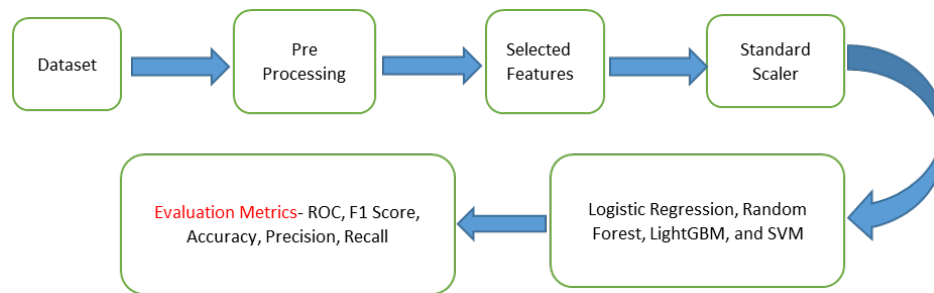 Dataset
Pre
Processing
Selected
Features
Standard
Scaler
Logistic Regression, Random
Forest, LightGBM, and SVM
Evaluation Metrics- ROC, F1 Score,
Accuracy, Precision, Recall